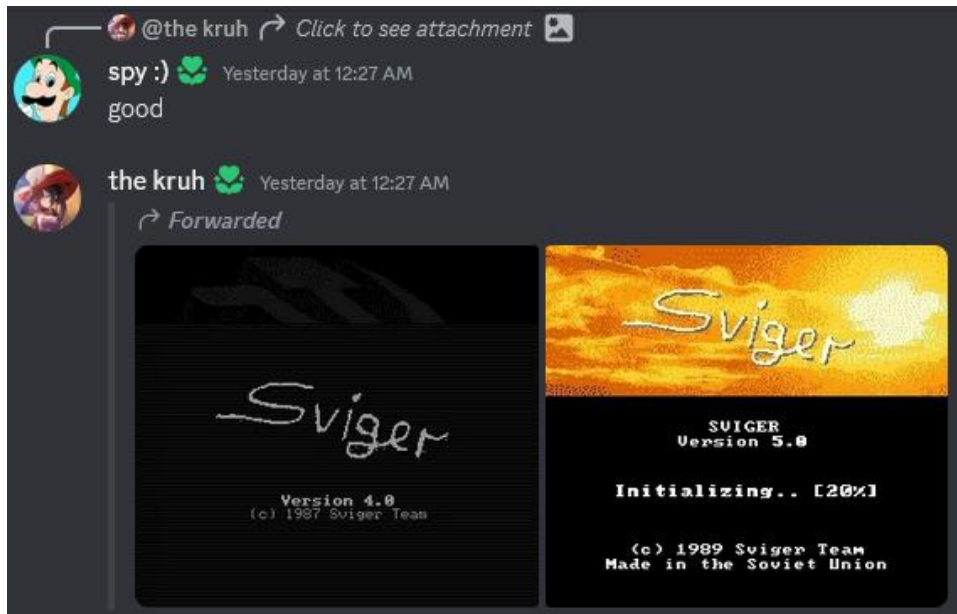 @the kruh Click to see attachment
spy :) Yesterday at 12:27 AM
good
the kruh Yesterday at 12:27 AM
Forwarded
Sviger
Version 4.0
(c) 1987 Sviger Team
Sviger
SVIGER
Version 5.0
Initializing.. [20%]
(c) 1989 Sviger Team
Made in the Soviet Union